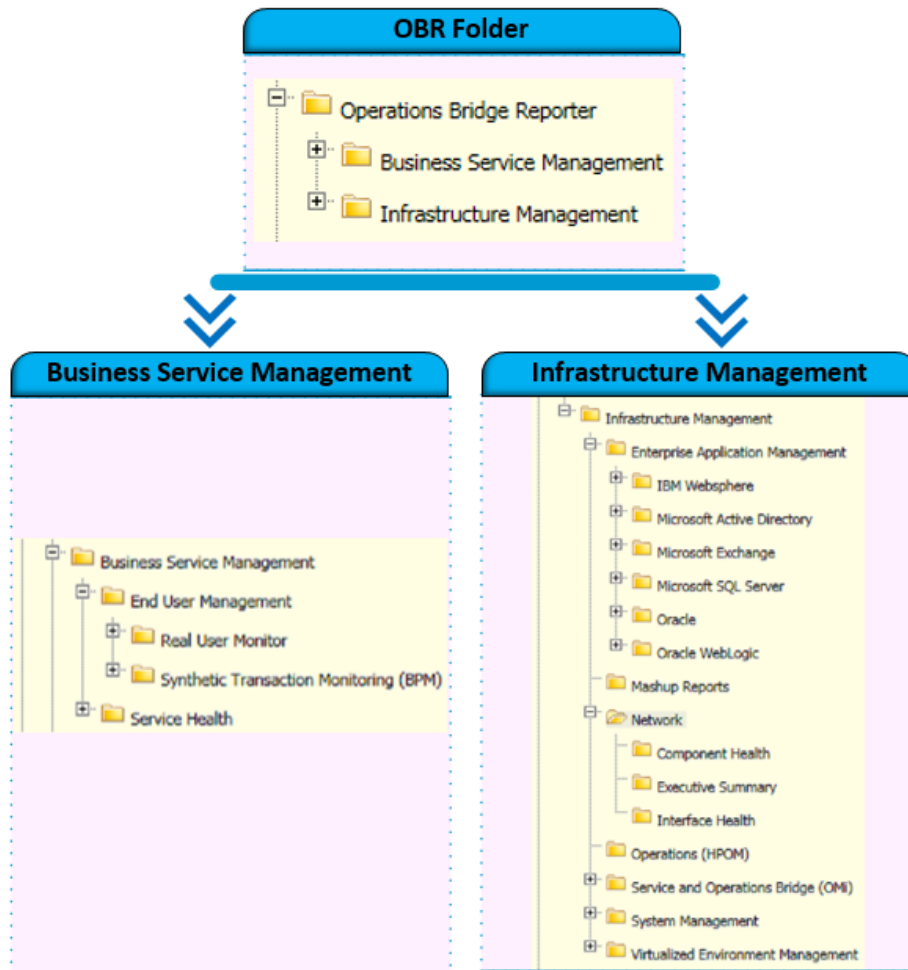 OBR Folder
Operations Bridge Reporter
Business Service Management
Infrastructure Management
Business Service Management
Business Service Management
End User Management
Real User Monitor
Synthetic Transaction Monitoring (BPM)
Service Health
Infrastructure Management
Infrastructure Management
Enterprise Application Management
IBM Websphere
Microsoft Active Directory
Microsoft Exchange
Microsoft SQL Server
Oracle
Oracle WebLogic
Mashup Reports
Network
Component Health
Executive Summary
Interface Health
Operations (HPOM)
Service and Operations Bridge (OMi)
System Management
Virtualized Environment Management